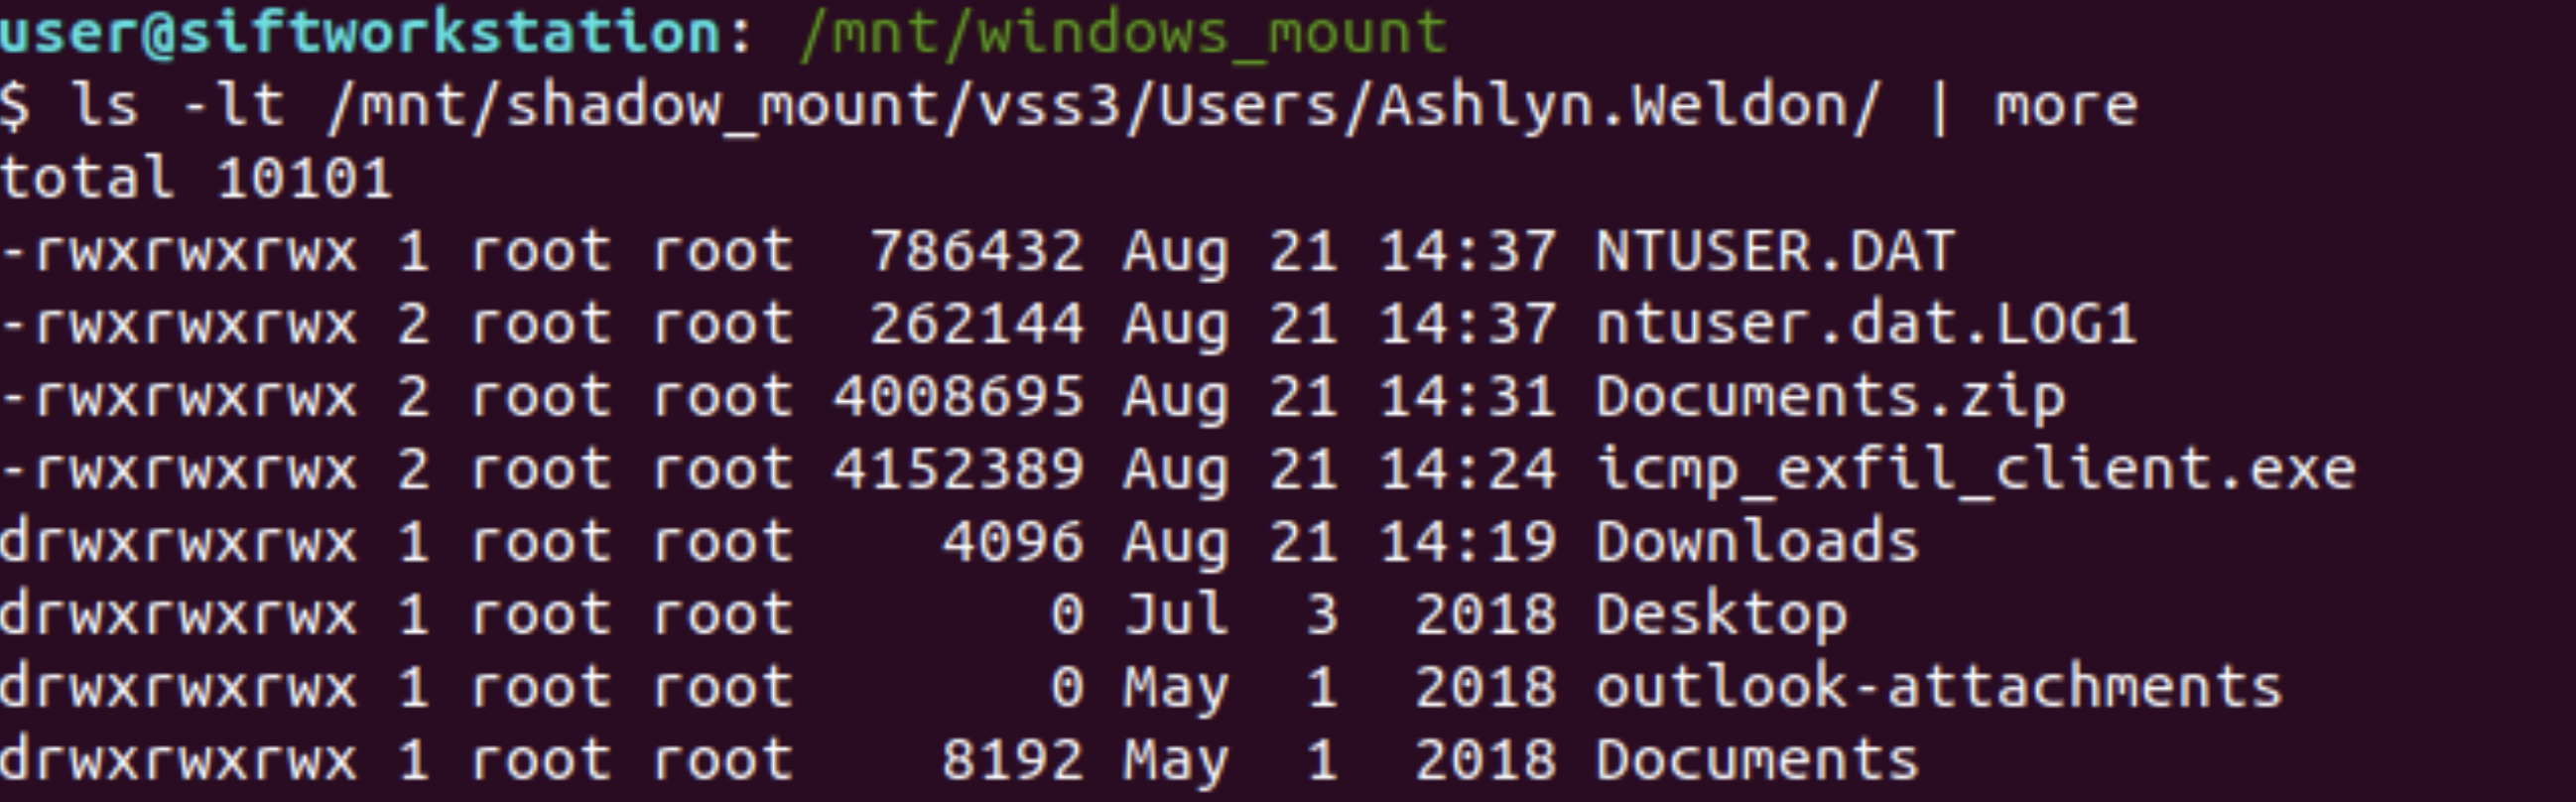 user@siftworkstation: /mnt/windows_mount
$ ls -lt /mnt/shadow_mount/vss3/Users/Ashlyn.Weldon/ | more
total 10101
-rwxrwxrwx 1 root root  786432 Aug 21 14:37 NTUSER.DAT
-rwxrwxrwx 2 root root  262144 Aug 21 14:37 ntuser.dat.LOG1
-rwxrwxrwx 2 root root 4008695 Aug 21 14:31 Documents.zip
-rwxrwxrwx 2 root root 4152389 Aug 21 14:24 icmp_exfil_client.exe
drwxrwxrwx 1 root root    4096 Aug 21 14:19 Downloads
drwxrwxrwx 1 root root       0 Jul  3  2018 Desktop
drwxrwxrwx 1 root root       0 May  1  2018 outlook-attachments
drwxrwxrwx 1 root root    8192 May  1  2018 Documents